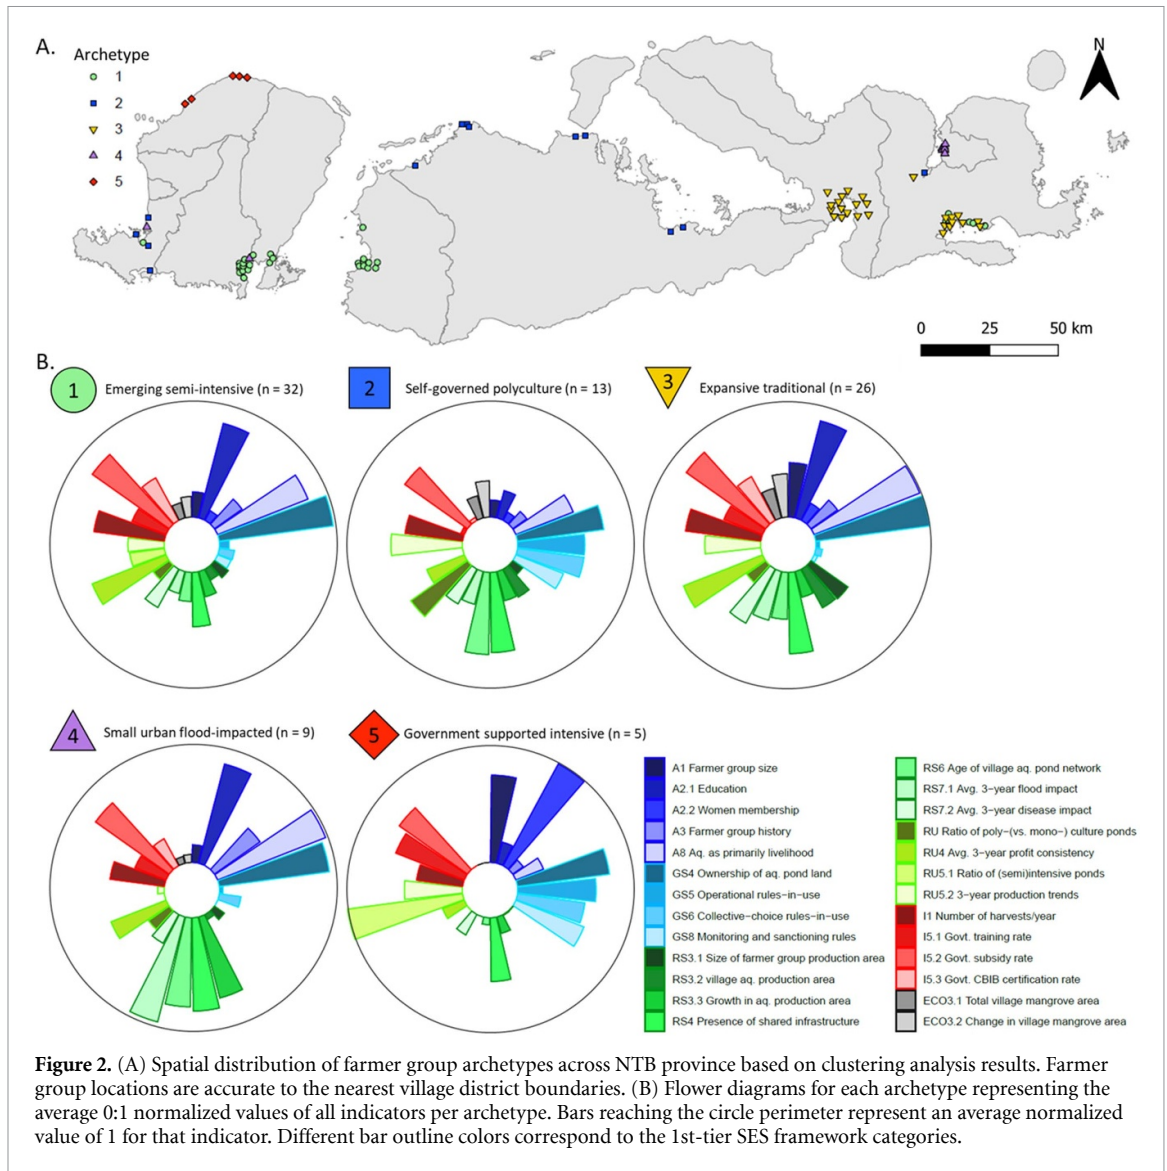 A.
Archetype
1
2
3
4
5
N
0 25 50 km
B.
1 Emerging semi-intensive (n = 32)
2 Self-governed polyculture (n = 13)
3 Expansive traditional (n = 26)
4 Small urban flood-impacted (n = 9)
5 Government supported intensive (n = 5)
A1 Farmer group size
A2.1 Education
A2.2 Women membership
A3 Farmer group history
A8 Aq. as primarily livelihood
GS4 Ownership of aq. pond land
GS5 Operational rules-in-use
GS6 Collective-choice rules-in-use
GS8 Monitoring and sanctioning rules
RS3.1 Size of farmer group production area
RS3.2 village aq. production area
RS3.3 Growth in aq. production area
RS4 Presence of shared infrastructure
RS6 Age of village aq. pond network
RS7.1 Avg. 3-year flood impact
RS7.2 Avg. 3-year disease impact
RU Ratio of poly-(vs. mono-) culture ponds
RU4 Avg. 3-year profit consistency
RU5.1 Ratio of (semi)intensive ponds
RU5.2 3-year production trends
I1 Number of harvests/year
I5.1 Govt. training rate
I5.2 Govt. subsidy rate
I5.3 Govt. CBIB certification rate
ECO3.1 Total village mangrove area
ECO3.2 Change in village mangrove area
Figure 2. (A) Spatial distribution of farmer group archetypes across NTB province based on clustering analysis results. Farmer
group locations are accurate to the nearest village district boundaries. (B) Flower diagrams for each archetype representing the
average 0:1 normalized values of all indicators per archetype. Bars reaching the circle perimeter represent an average normalized
value of 1 for that indicator. Different bar outline colors correspond to the 1st-tier SES framework categories.